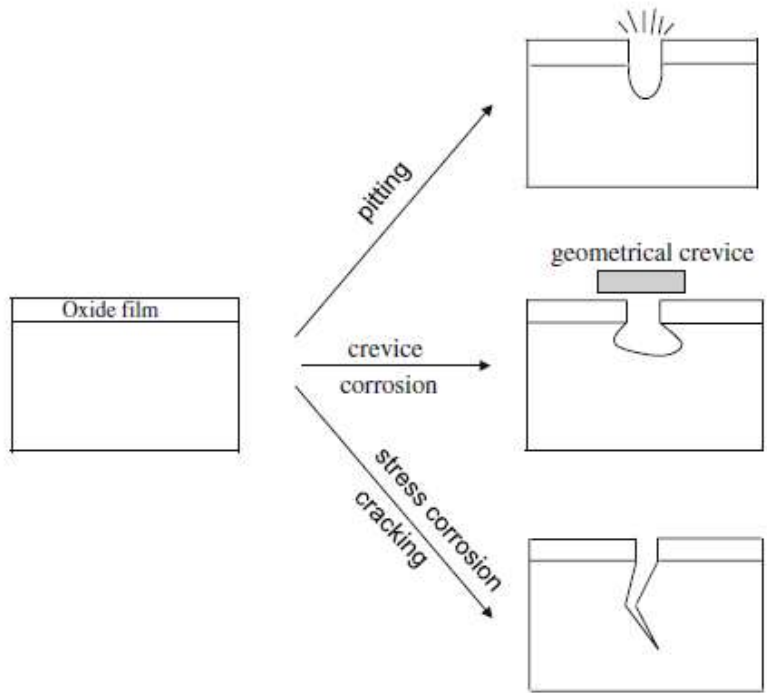 pitting
geometrical crevice
Oxide film
crevice
corrosion
stress corrosion
cracking